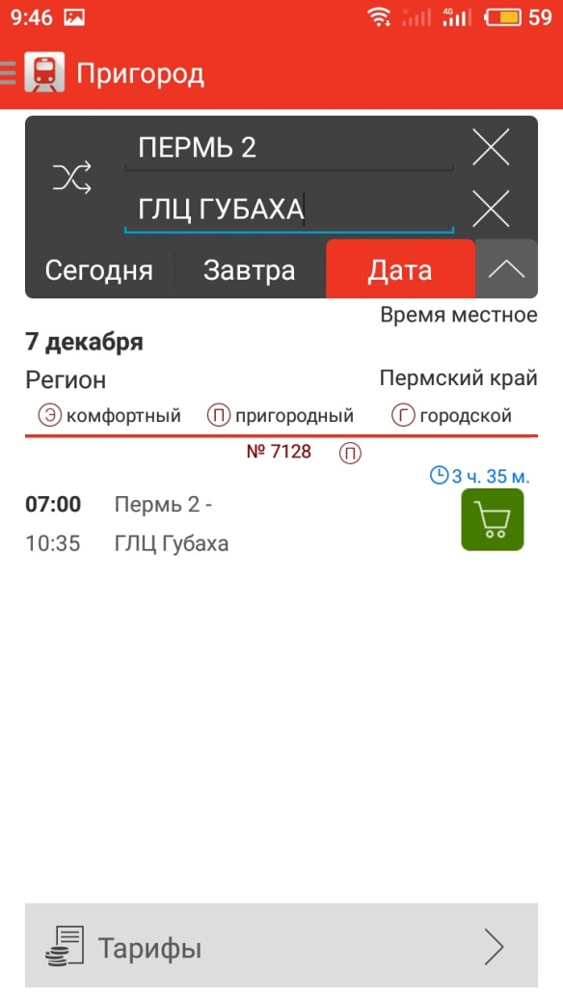 9:46 4G 59
Пригород
ПЕРМЬ 2
ГЛЦ ГУБАХА
Сегодня Завтра Дата
Время местное
7 декабря
Регион Пермский край
Э комфортный П пригородный Г городской
№ 7128 П
3 ч. 35 м.
07:00 Пермь 2 -
10:35 ГЛЦ Губаха
Тарифы